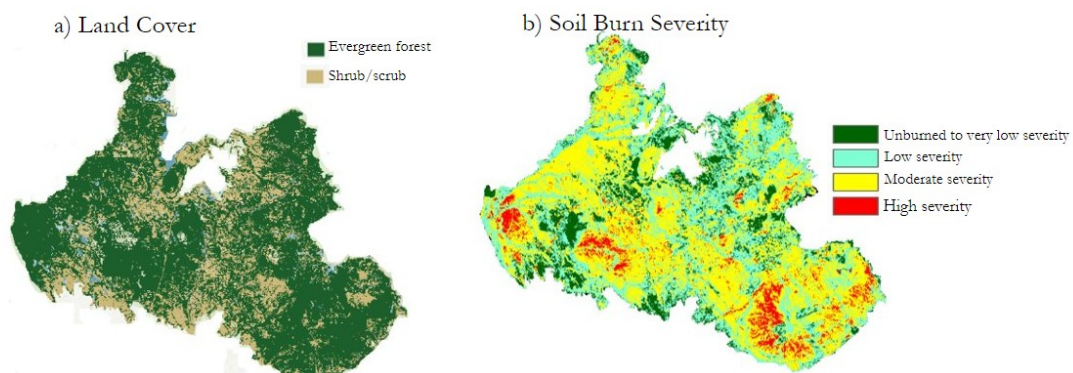 a) Land Cover
Evergreen forest
Shrub/scrub
b) Soil Burn Severity
Unburned to very low severity
Low severity
Moderate severity
High severity